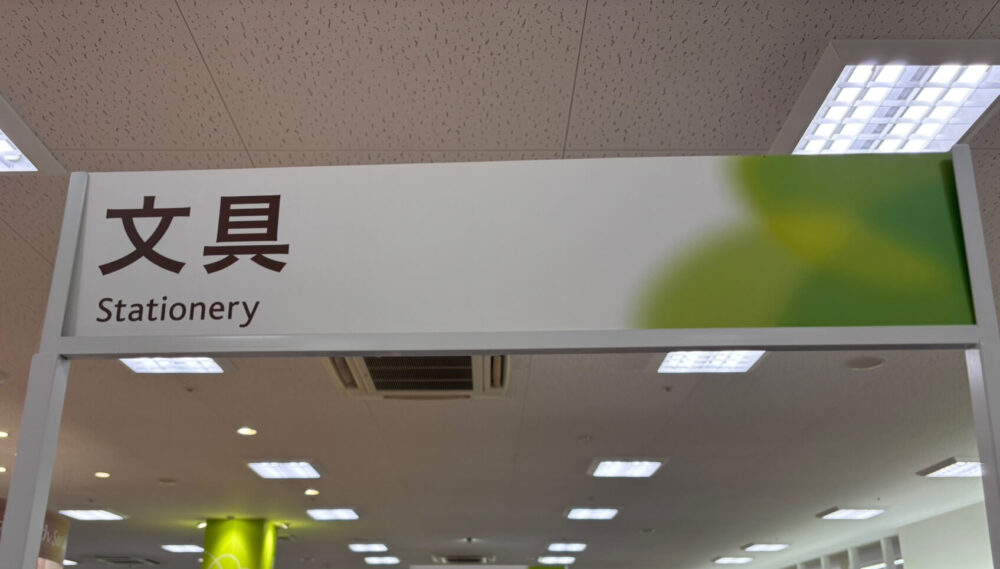 文具
Stationery